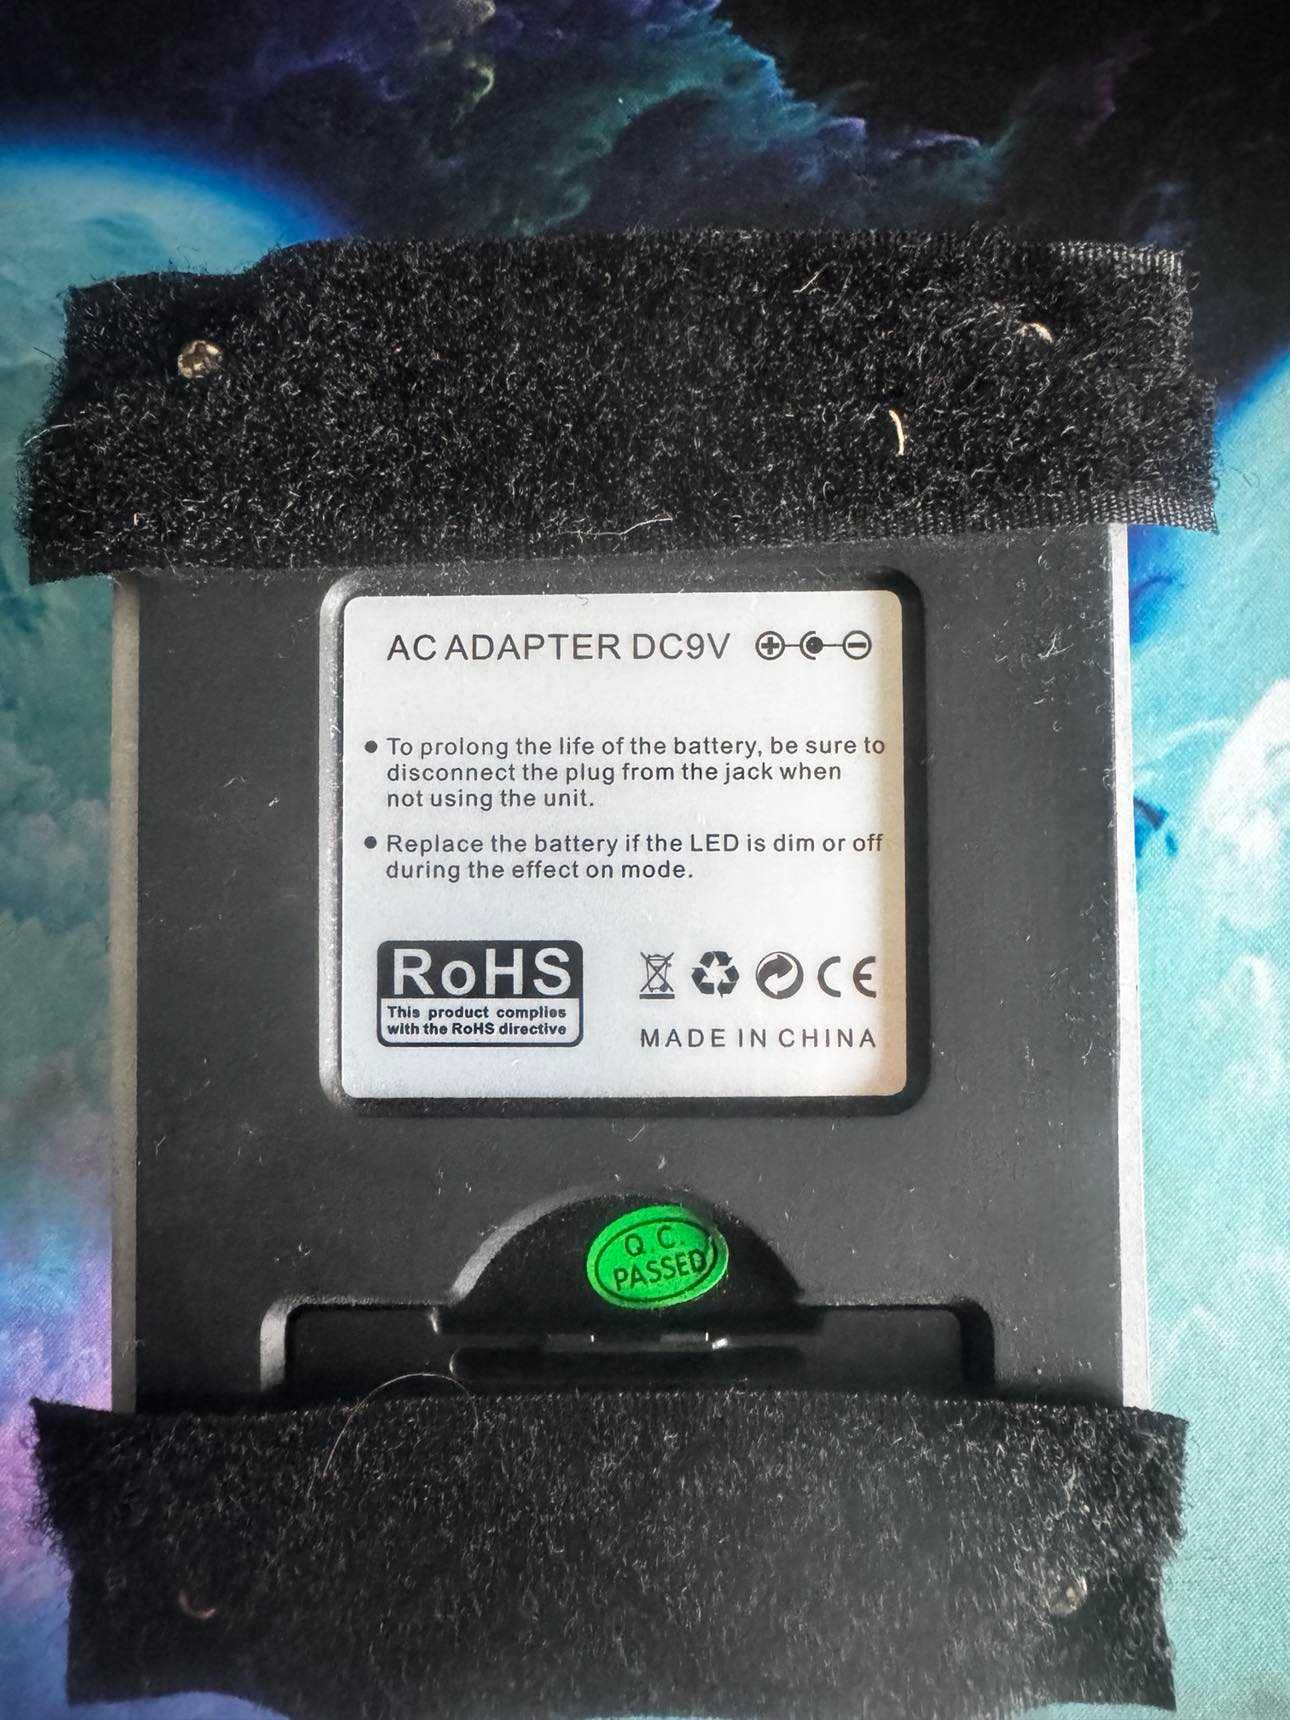 AC ADAPTER DC9V
● To prolong the life of the battery, be sure to
disconnect the plug from the jack when
not using the unit.
● Replace the battery if the LED is dim or off
during the effect on mode.
RoHS
This product complies
with the RoHS directive
CE
MADE IN CHINA
Q.C.
PASSED